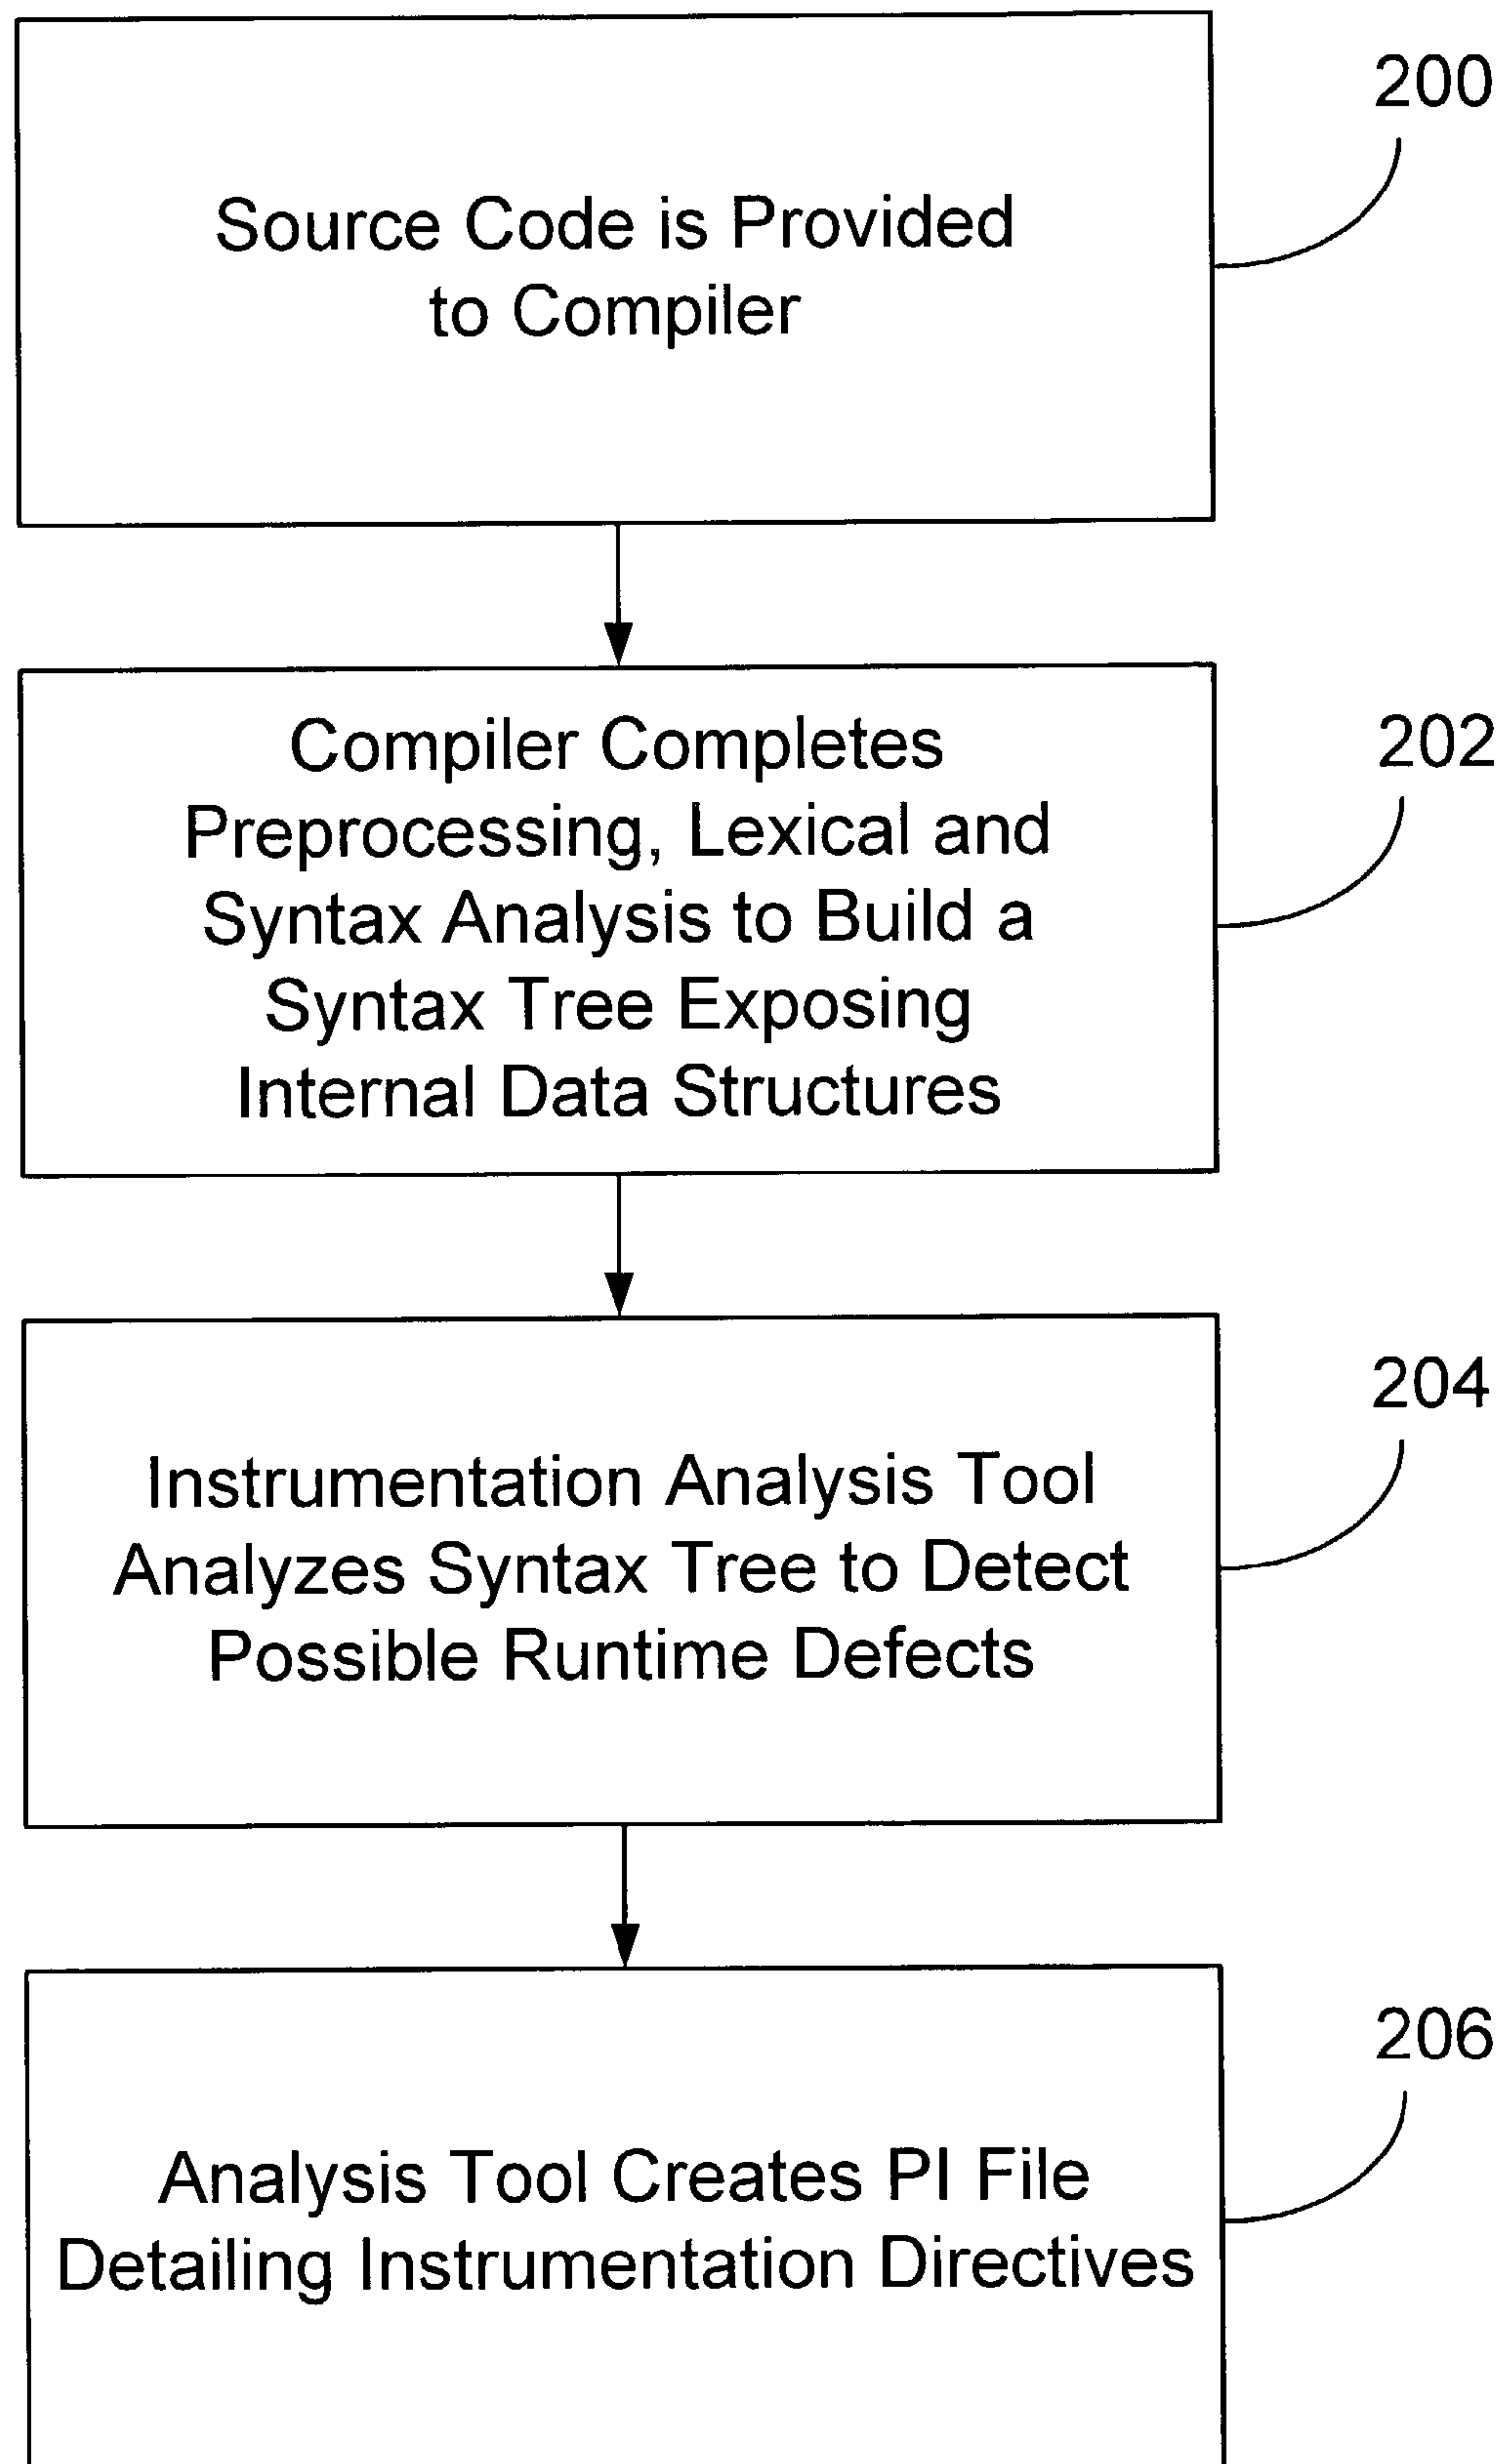 200
Source Code is Provided
to Compiler
202
Compiler Completes
Preprocessing, Lexical and
Syntax Analysis to Build a
Syntax Tree Exposing
Internal Data Structures
204
Instrumentation Analysis Tool
Analyzes Syntax Tree to Detect
Possible Runtime Defects
206
Analysis Tool Creates PI File
Detailing Instrumentation Directives